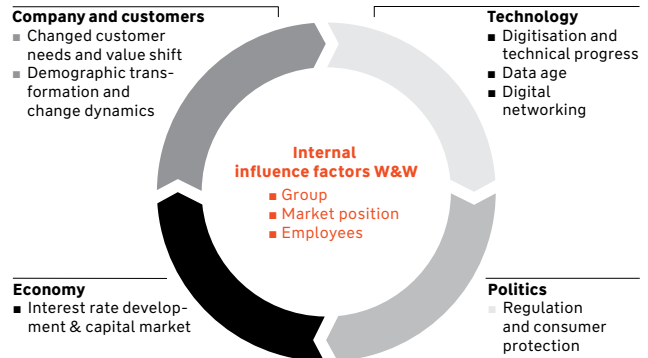 Company and customers
■ Changed customer
needs and value shift
■ Demographic trans-
formation and
change dynamics
Technology
■ Digitisation and
technical progress
■ Data age
■ Digital
networking
Internal
influence factors W&W
■ Group
■ Market position
■ Employees
Economy
■ Interest rate develop-
ment & capital market
Politics
■ Regulation
and consumer
protection